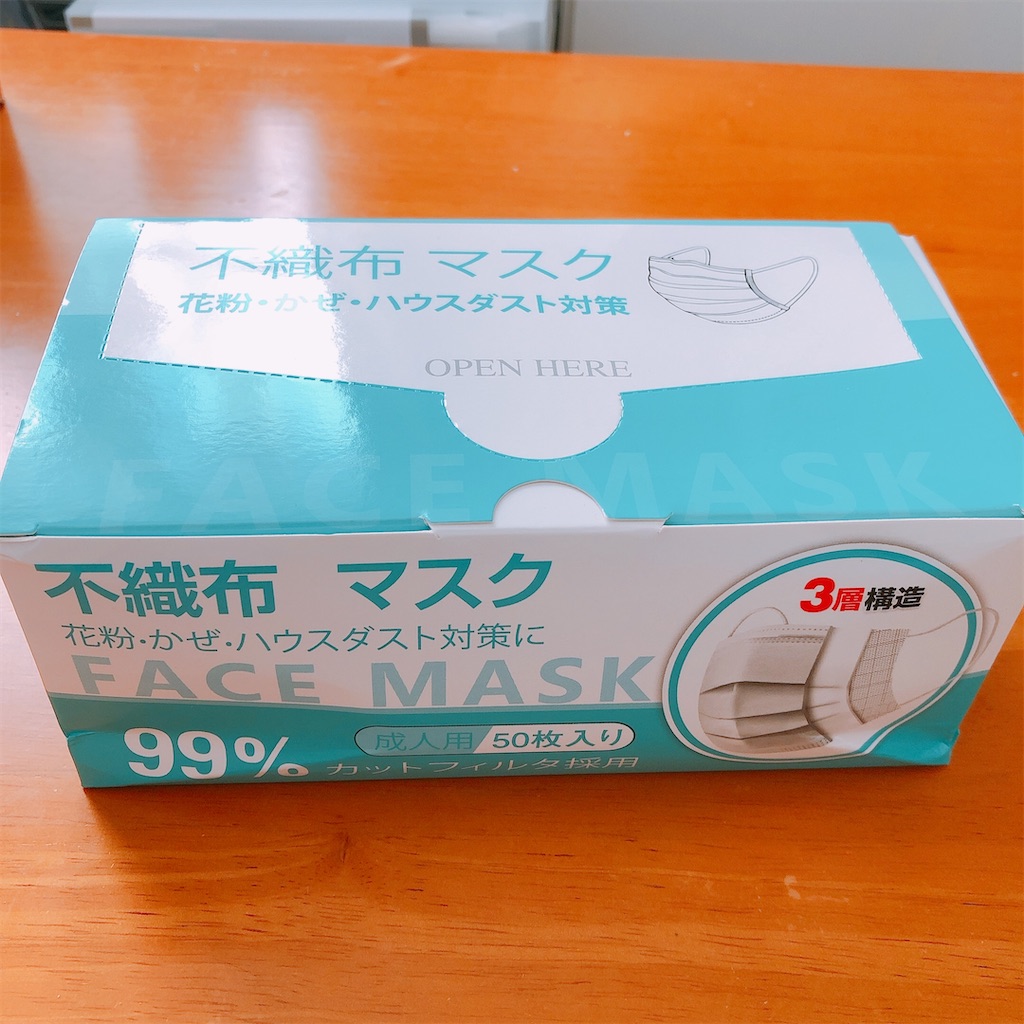 不織布 マスク
花粉・かぜ・ハウスダスト対策
OPEN HERE
FACE MASK
不織布 マスク
花粉・かぜ・ハウスダスト対策に
FACE MASK
3層構造
成人用/50枚入り
99%カットフィルタ採用